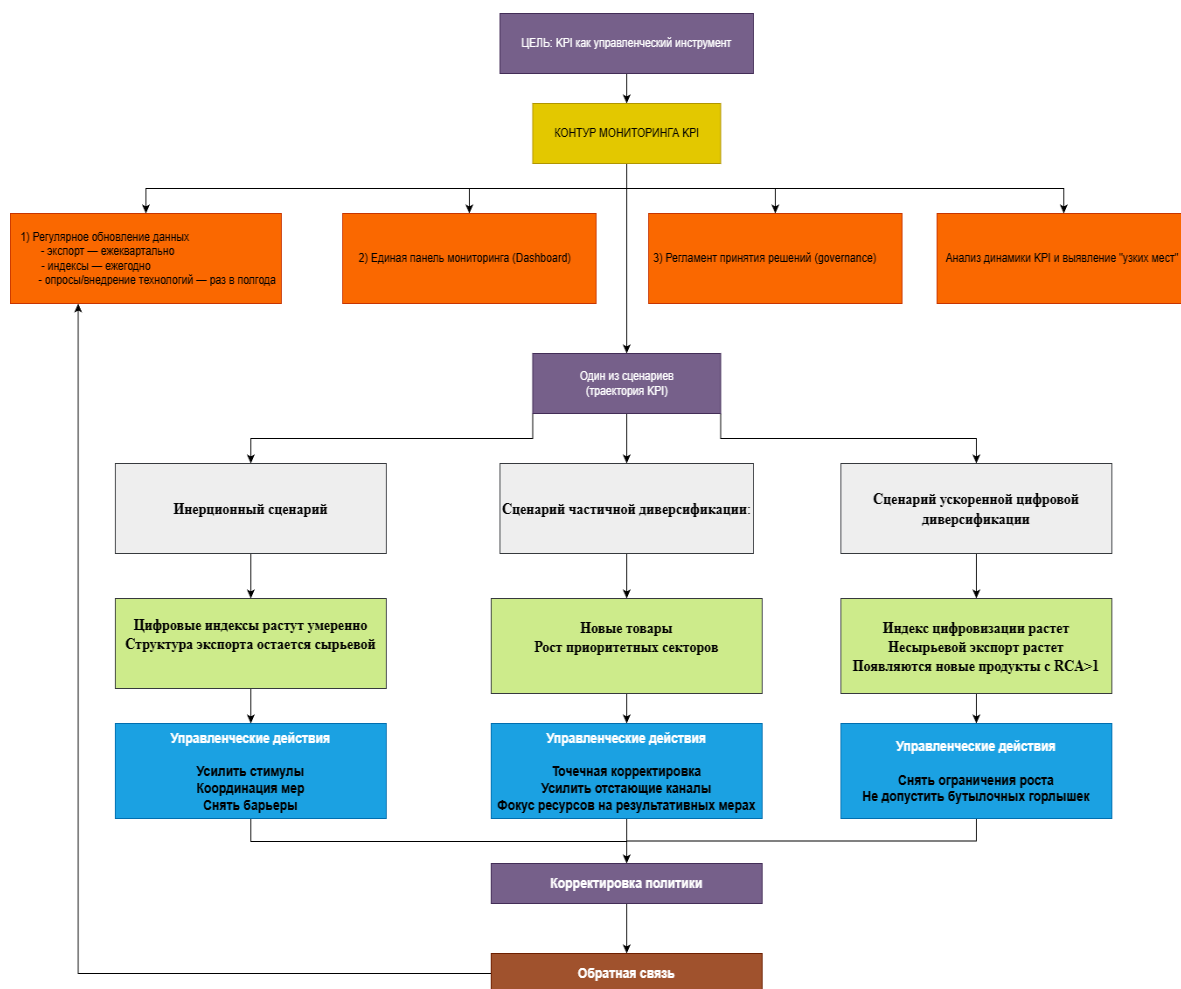 ЦЕЛЬ: KPI как управленческий инструмент
КОНТУР МОНИТОРИНГА KPI
1) Регулярное обновление данных
- экспорт — ежеквартально
- индексы — ежегодно
- опросы/внедрение технологий — раз в полгода
2) Единая панель мониторинга (Dashboard)
3) Регламент принятия решений (governance)
Анализ динамики KPI и выявление "узких мест"
Один из сценариев
(траектория KPI)
Инерционный сценарий
Сценарий частичной диверсификации:
Сценарий ускоренной цифровой
диверсификации
Цифровые индексы растут умеренно
Структура экспорта остается сырьевой
Новые товары
Рост приоритетных секторов
Индекс цифровизации растет
Несырьевой экспорт растет
Появляются новые продукты с RCA>1
Управленческие действия
Усилить стимулы
Координация мер
Снять барьеры
Управленческие действия
Точечная корректировка
Усилить отстающие каналы
Фокус ресурсов на результативных мерах
Управленческие действия
Снять ограничения роста
Не допустить бутылочных горлышек
Корректировка политики
Обратная связь